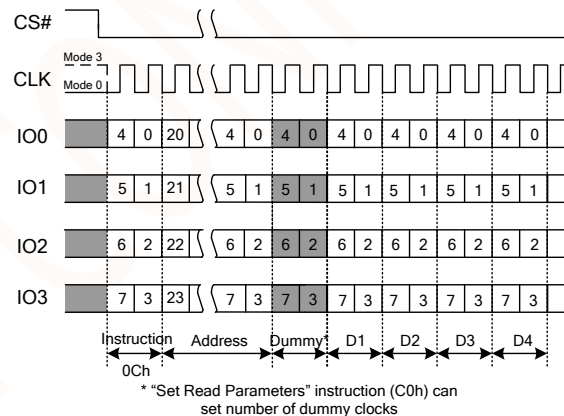 CS#
Mode 3
CLK
Mode 0
IO0 4 0 20 4 0 4 0 4 0 4 0 4 0 4 0
IO1 5 1 21 5 1 5 1 5 1 5 1 5 1 5 1
IO2 6 2 22 6 2 6 2 6 2 6 2 6 2 6 2
IO3 7 3 23 7 3 7 3 7 3 7 3 7 3 7 3
Instruction Address Dummy* D1 D2 D3 D4
0Ch
* “Set Read Parameters” instruction (C0h) can
set number of dummy clocks